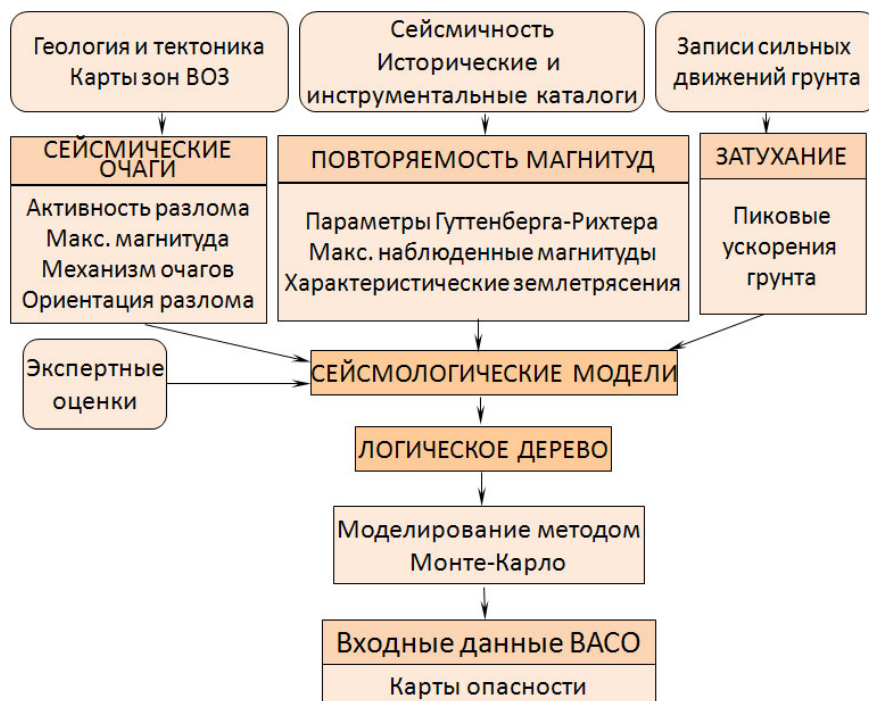 Геология и тектоника
Карты зон ВОЗ
Сейсмичность
Исторические и
инструментальные каталоги
Записи сильных
движений грунта
СЕЙСМИЧЕСКИЕ
ОЧАГИ
Активность разлома
Макс. магнитуда
Механизм очагов
Ориентация разлома
ПОВТОРЯЕМОСТЬ МАГНИТУД
Параметры Гуттенберга-Рихтера
Макс. наблюденные магнитуды
Характеристические землетрясения
ЗАТУХАНИЕ
Пиковые
ускорения
грунта
Экспертные
оценки
СЕЙСМОЛОГИЧЕСКИЕ МОДЕЛИ
ЛОГИЧЕСКОЕ ДЕРЕВО
Моделирование методом
Монте-Карло
Входные данные ВАСО
Карты опасности